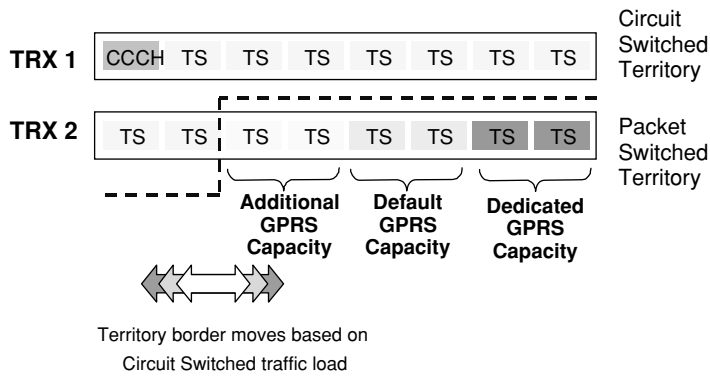 Circuit
Switched
Territory
TRX 1
CCCH TS TS TS TS TS TS TS
TRX 2
TS TS TS TS TS TS TS TS
Packet
Switched
Territory
Additional
GPRS
Capacity
Default
GPRS
Capacity
Dedicated
GPRS
Capacity
Territory border moves based on
Circuit Switched traffic load